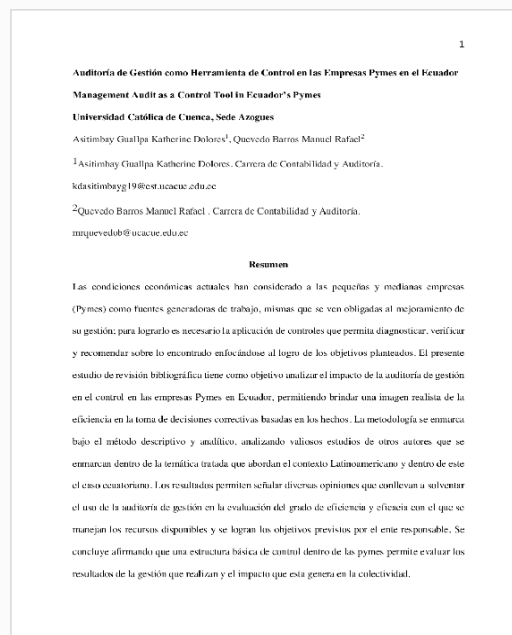 1
Auditoría de Gestión como Herramienta de Control en las Empresas Pymes en el Ecuador
Management Audit as a Control Tool in Ecuador's Pymes
Universidad Católica de Cuenca, Sede Azogues
Asitimbay Guallpa Katherine Dolores¹, Quevedo Barros Manuel Rafael²
1Asitimbay Guallpa Katherine Dolores. Carrera de Contabilidad y Auditoría.
kdasitimbayg19@est.ucacue.edu.ec
2Quevedo Barros Manuel Rafael . Carrera de Contabilidad y Auditoría.
mrquevedob@ucacue.edu.ec
Resumen
Las condiciones económicas actuales han considerado a las pequeñas y medianas empresas
(Pymes) como fuentes generadoras de trabajo, mismas que se ven obligadas al mejoramiento de
su gestión; para lograrlo es necesario la aplicación de controles que permita diagnosticar, verificar
y recomendar sobre lo encontrado enfocándose al logro de los objetivos planteados. El presente
estudio de revisión bibliográfica tiene como objetivo analizar el impacto de la auditoría de gestión
en el control en las empresas Pymes en Ecuador, permitiendo brindar una imagen realista de la
eficiencia en la toma de decisiones correctivas basadas en los hechos. La metodología se enmarca
bajo el método descriptivo y analítico, analizando valiosos estudios de otros autores que se
enmarcan dentro de la temática tratada que abordan el contexto Latinoamericano y dentro de este
el caso ecuatoriano. Los resultados permiten señalar diversas opiniones que conllevan a solventar
el uso de la auditoría de gestión en la evaluación del grado de eficiencia y eficacia con el que se
manejan los recursos disponibles y se logran los objetivos previstos por el ente responsable. Se
concluye afirmando que una estructura básica de control dentro de las pymes permite evaluar los
resultados de la gestión que realizan y el impacto que esta genera en la colectividad.